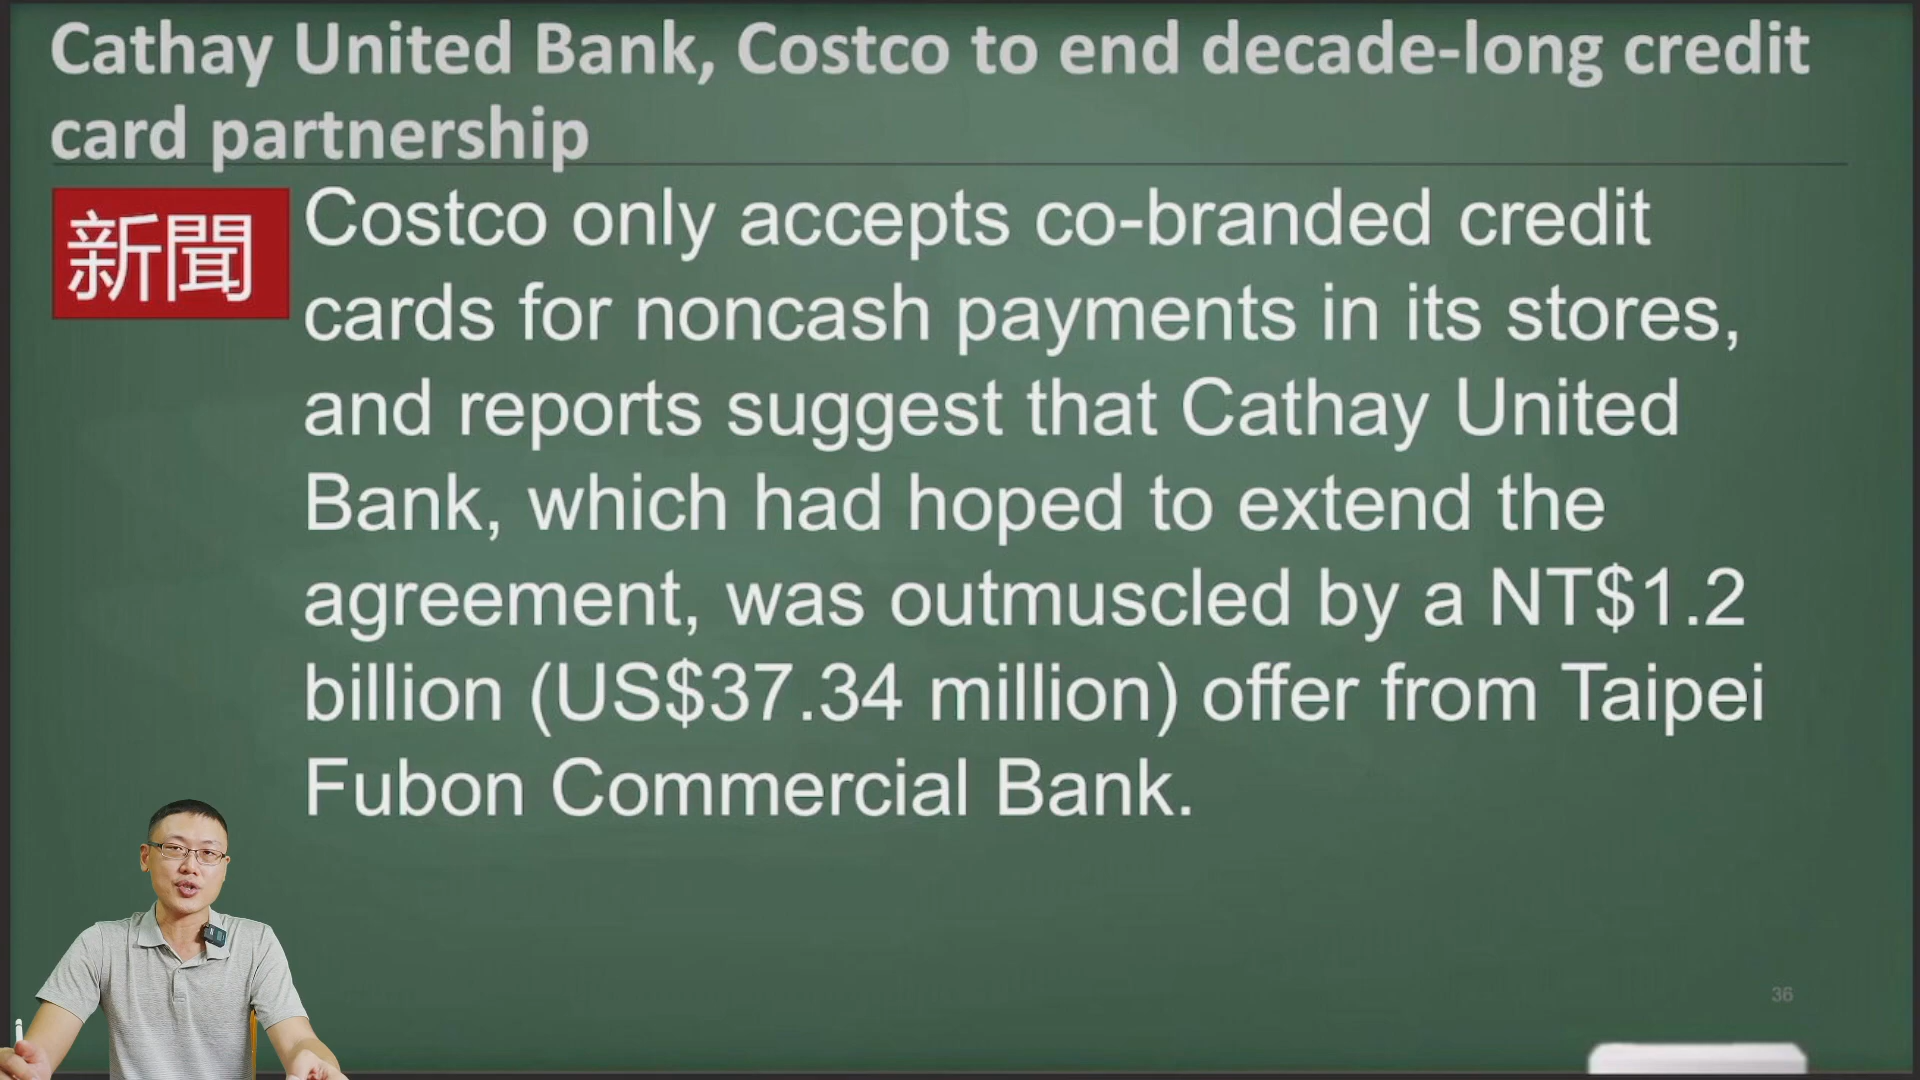 Cathay United Bank, Costco to end decade-long credit
card partnership
新聞
Costco only accepts co-branded credit
cards for noncash payments in its stores,
and reports suggest that Cathay United
Bank, which had hoped to extend the
agreement, was outmuscled by a NT$1.2
billion (US$37.34 million) offer from Taipei
Fubon Commercial Bank.
36